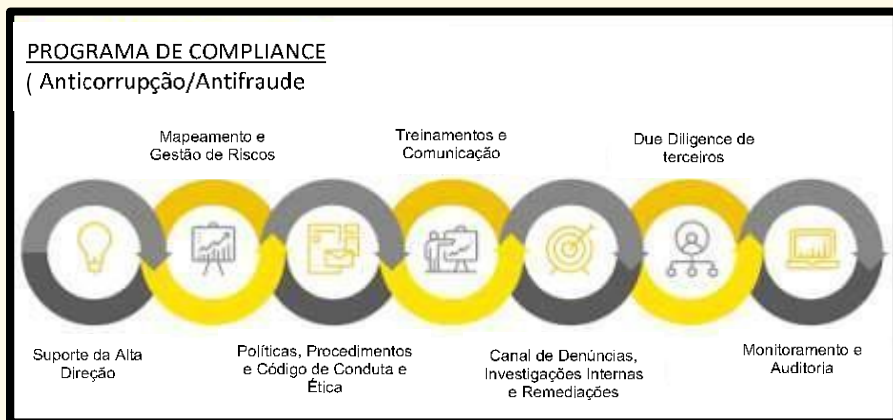 PROGRAMA DE COMPLIANCE
( Anticorrupção/Antifraude
Mapeamento e
Gestão de Riscos
Treinamentos e
Comunicação
Due Diligence de
terceiros
Suporte da Alta
Direção
Políticas, Procedimentos
e Código de Conduta e
Ética
Canal de Denúncias,
Investigações Internas
e Remediações
Monitoramento e
Auditoria